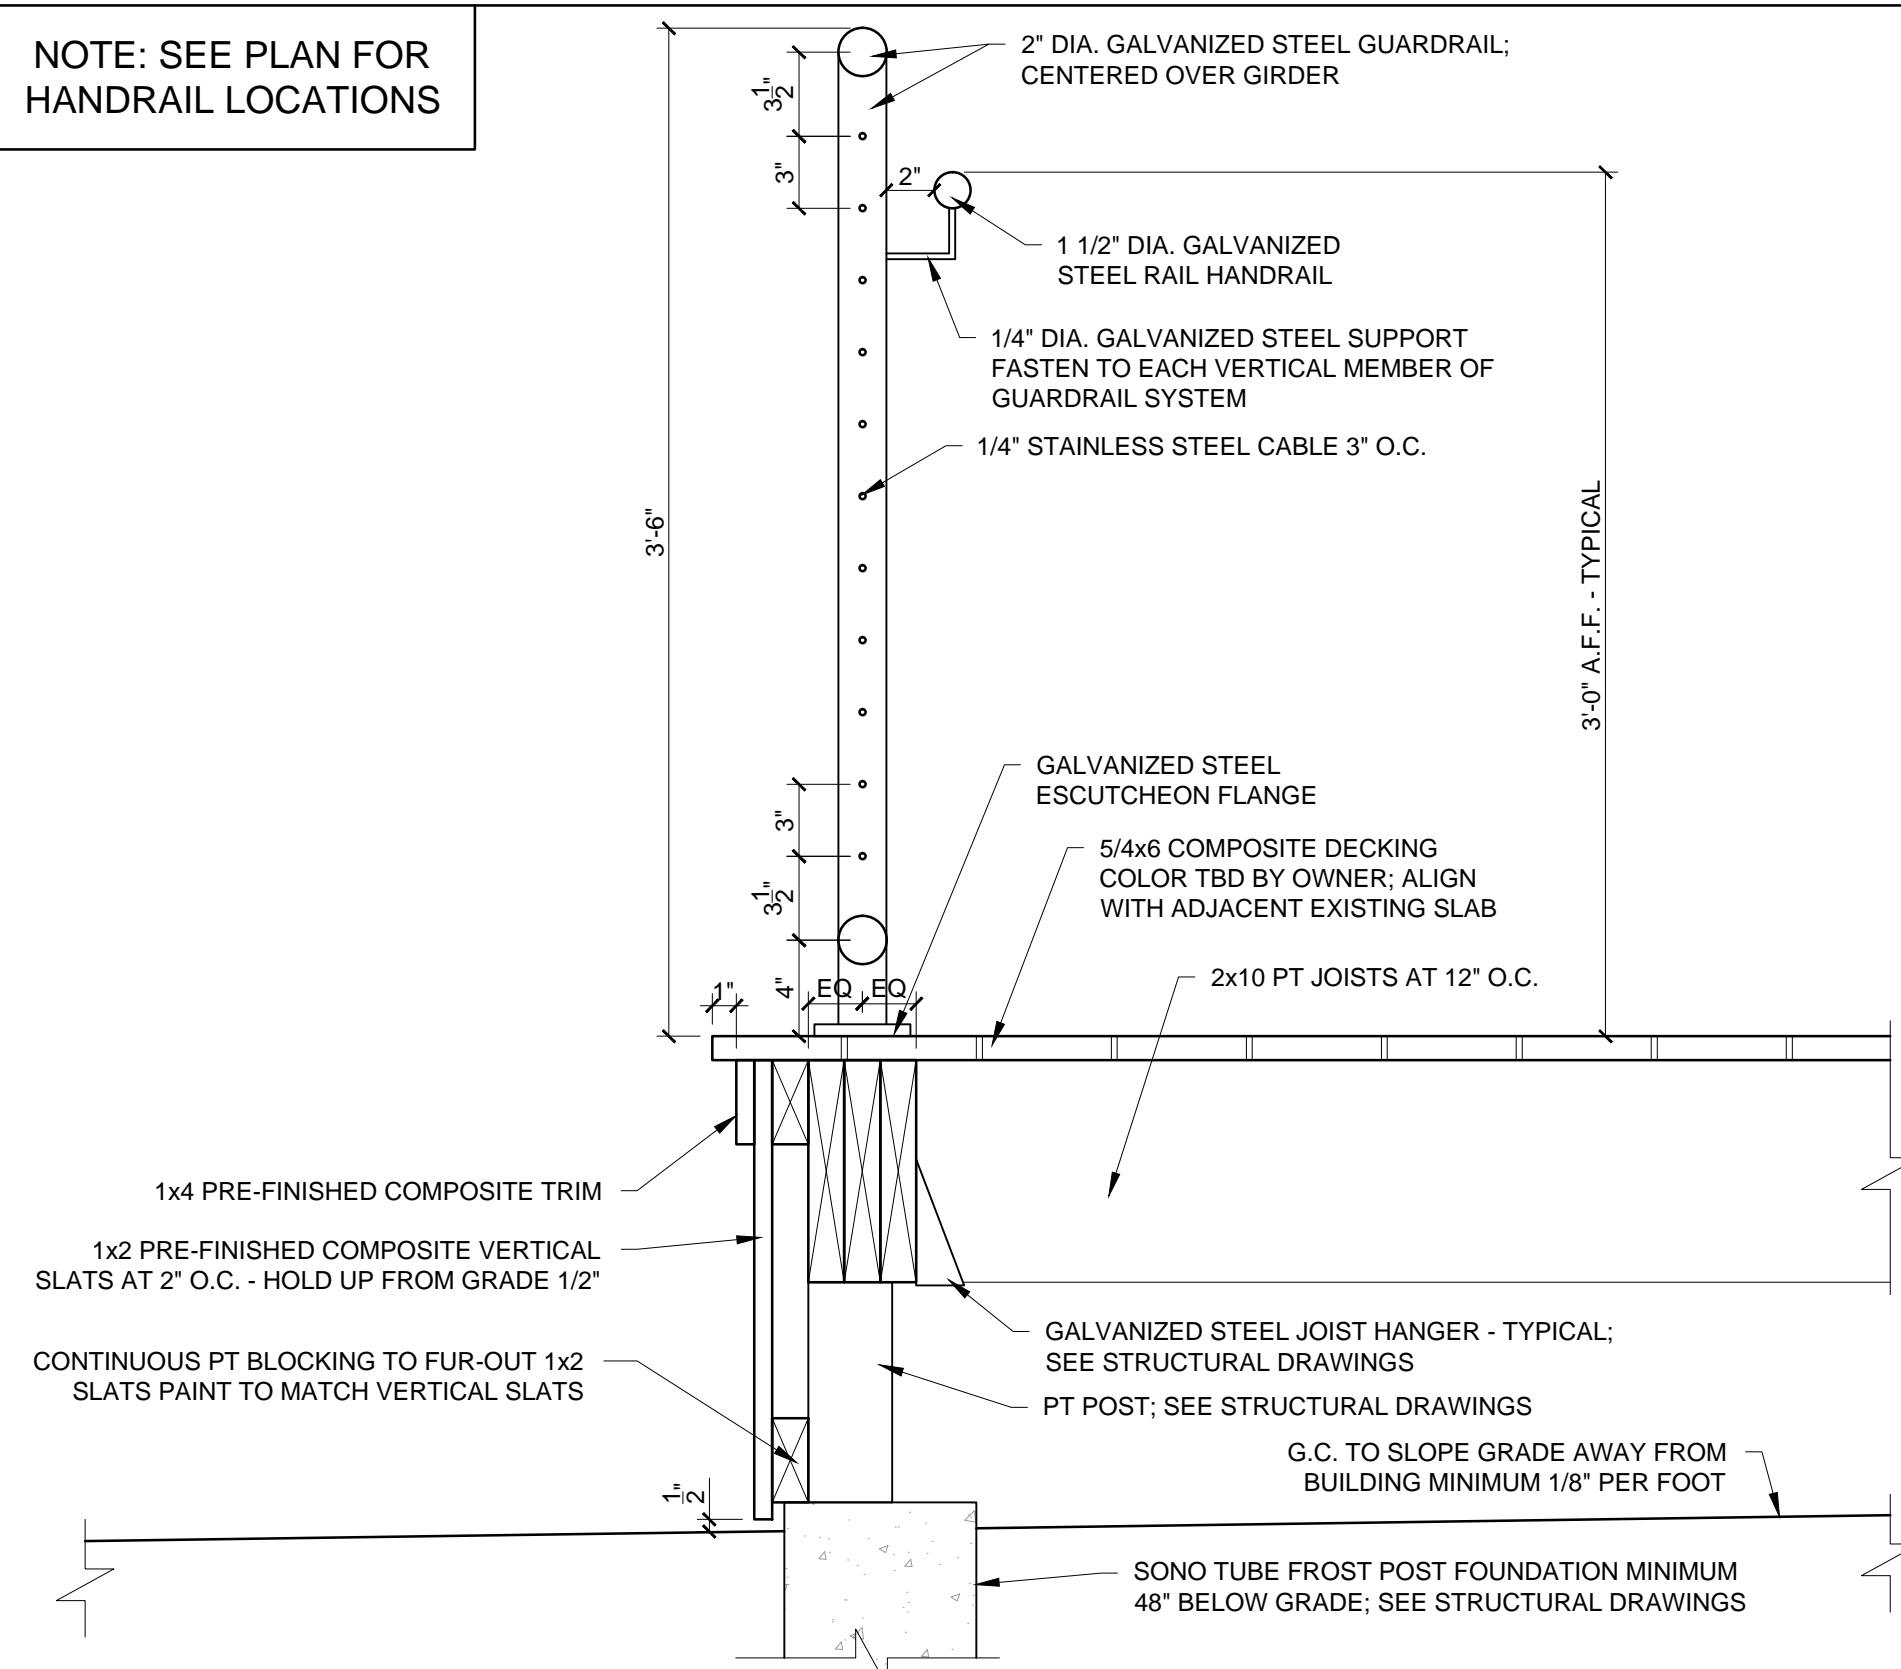 NOTE: SEE PLAN FOR
HANDRAIL LOCATIONS
2" DIA. GALVANIZED STEEL GUARDRAIL;
CENTERED OVER GIRDER
3 1/2"
3"
2"
1 1/2" DIA. GALVANIZED
STEEL RAIL HANDRAIL
1/4" DIA. GALVANIZED STEEL SUPPORT
FASTEN TO EACH VERTICAL MEMBER OF
GUARDRAIL SYSTEM
1/4" STAINLESS STEEL CABLE 3" O.C.
3'-6"
3'-0" A.F.F. - TYPICAL
GALVANIZED STEEL
ESCUTCHEON FLANGE
3"
5/4x6 COMPOSITE DECKING
COLOR TBD BY OWNER; ALIGN
WITH ADJACENT EXISTING SLAB
3 1/2"
2x10 PT JOISTS AT 12" O.C.
1"
4"
EQ
EQ
1x4 PRE-FINISHED COMPOSITE TRIM
1x2 PRE-FINISHED COMPOSITE VERTICAL
SLATS AT 2" O.C. - HOLD UP FROM GRADE 1/2"
CONTINUOUS PT BLOCKING TO FUR-OUT 1x2
SLATS PAINT TO MATCH VERTICAL SLATS
GALVANIZED STEEL JOIST HANGER - TYPICAL;
SEE STRUCTURAL DRAWINGS
PT POST; SEE STRUCTURAL DRAWINGS
G.C. TO SLOPE GRADE AWAY FROM
BUILDING MINIMUM 1/8" PER FOOT
1/2"
SONO TUBE FROST POST FOUNDATION MINIMUM
48" BELOW GRADE; SEE STRUCTURAL DRAWINGS